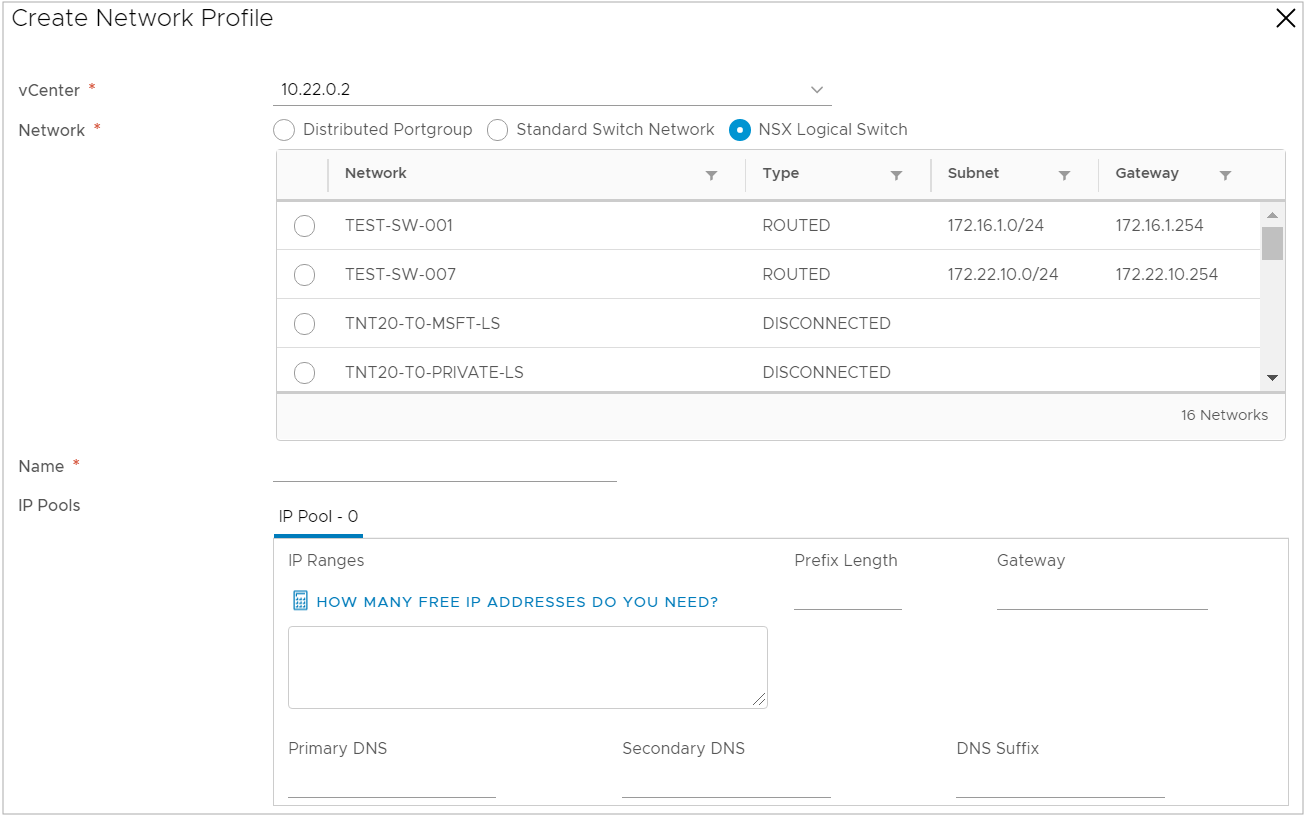 Create Network Profile
vCenter * 10.22.0.2
Network * Distributed Portgroup Standard Switch Network NSX Logical Switch
Network Type Subnet Gateway
TEST-SW-001 ROUTED 172.16.1.0/24 172.16.1.254
TEST-SW-007 ROUTED 172.22.10.0/24 172.22.10.254
TNT20-T0-MSFT-LS DISCONNECTED
TNT20-T0-PRIVATE-LS DISCONNECTED
16 Networks
Name *
IP Pools
IP Pool - 0
IP Ranges Prefix Length Gateway
HOW MANY FREE IP ADDRESSES DO YOU NEED?
Primary DNS Secondary DNS DNS Suffix